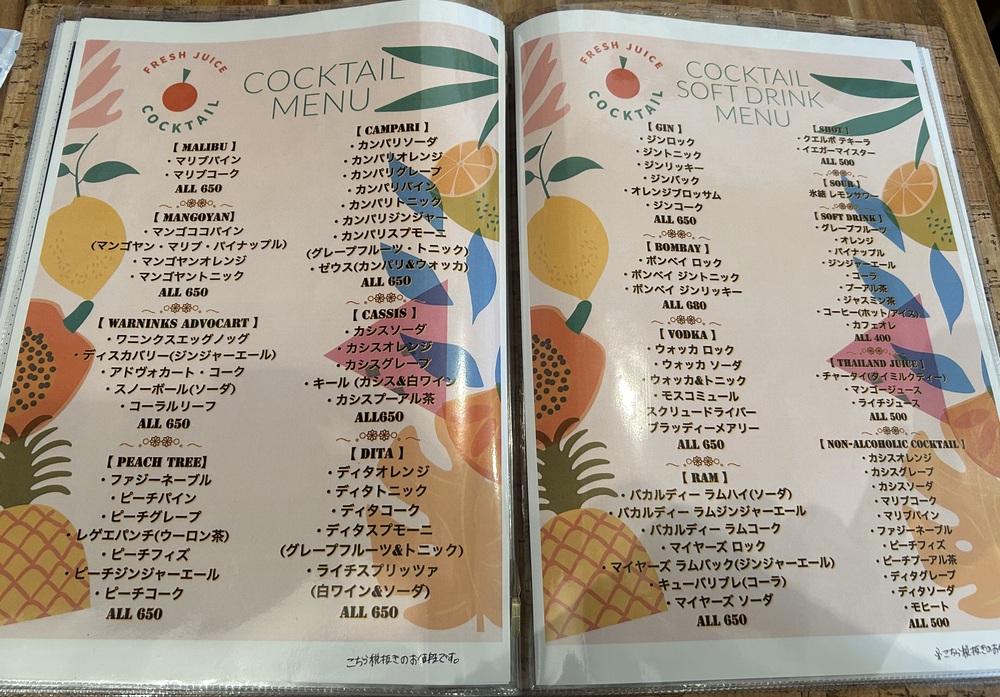 FRESH JUICE
COCKTAIL
COCKTAIL
MENU
【 MALIBU 】
・マリブパイン
・マリブコーク
ALL 650
【 MANGOYAN】
・マンゴココパイン
(マンゴヤン・マリブ・パイナップル)
・マンゴヤンオレンジ
・マンゴヤントニック
ALL 650
【 WARNINKS ADVOCART 】
・ワニンクスエッグノッグ
・ディスカバリー(ジンジャーエール)
・アドヴォカート・コーク
・スノーボール(ソーダ)
・コーラルリーフ
ALL 650
【 PEACH TREE】
・ファジーネーブル
・ピーチパイン
・ピーチグレープ
・レゲエパンチ(ウーロン茶)
・ピーチフィズ
・ピーチジンジャーエール
・ピーチコーク
ALL 650
【 CAMPARI 】
・カンパリソーダ
・カンパリオレンジ
・カンパリグレープ
・カンパリパイン
・カンパリトニック
・カンパリジンジャー
・カンパリスプモーニ
(グレープフルーツ・トニック)
・ゼウス(カンパリ&ウォッカ)
ALL 650
【 CASSIS 】
・カシスソーダ
・カシスオレンジ
・カシスグレープ
・キール (カシス&白ワイン
・カシスプーアル茶
ALL650
【 DITA 】
・ディタオレンジ
・ディタトニック
・ディタコーク
・ディタスプモーニ
(グレープフルーツ&トニック)
・ライチスプリッツァ
(白ワイン&ソーダ)
ALL 650
こちら税抜きのお値段です。
FRESH JUICE
COCKTAIL
COCKTAIL
SOFT DRINK
MENU
【 GIN 】
・ジンロック
・ジントニック
・ジンリッキー
・ジンバック
・オレンジブロッサム
・ジンコーク
ALL 650
【 BOMBAY 】
・ボンベイ ロック
・ボンベイ ジントニック
・ボンベイ ジンリッキー
ALL 680
【 VODKA 】
・ウォッカ ロック
・ウォッカ ソーダ
・ウォッカ&トニック
・モスコミュール
スクリュードライバー
ブラッディーメアリー
ALL 650
【 RAM 】
・バカルディー ラムハイ(ソーダ)
・バカルディー ラムジンジャーエール
・バカルディー ラムコーク
・マイヤーズ ロック
・マイヤーズ ラムバック(ジンジャーエール)
・キューバリブレ(コーラ)
・マイヤーズ ソーダ
ALL 650
【 SHOT 】
・クエルボ テキーラ
・イエガーマイスター
ALL 500
【 SOUR 】
氷結 レモンサワー
【 SOFT DRINK 】
・グレープフルーツ
・オレンジ
・パイナップル
・ジンジャーエール
・コーラ
・プーアル茶
・ジャスミン茶
・コーヒー(ホット/アイス)
・カフェオレ
ALL 400
【 THAILAND JUICE 】
・チャータイ(タイミルクティー)
・マンゴージュース
・ライチジュース
ALL 500
【 NON-ALCOHOLIC COCKTAIL 】
・カシスオレンジ
・カシスグレープ
・カシスソーダ
・マリブコーク
・マリブパイン
・ファジーネーブル
・ピーチフィズ
・ピーチプーアル茶
・ディタグレープ
・ディタソーダ
・モヒート
ALL 500
※こちら税抜きのお